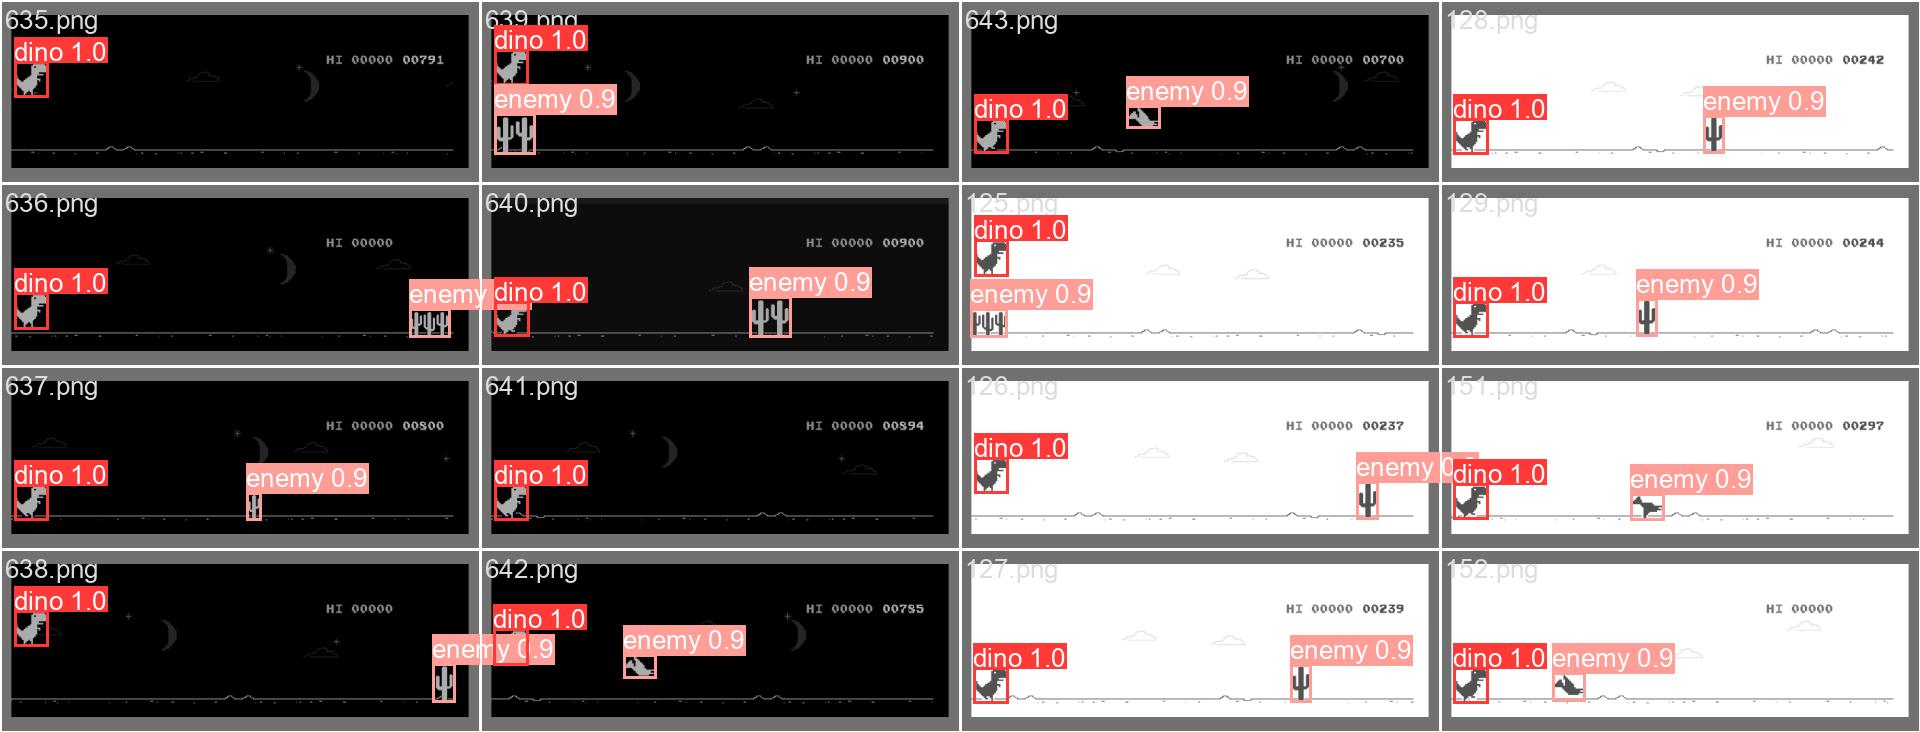 635.png
dino 1.0
HI 00000 00791
636.png
HI 00000
dino 1.0
enemy
637.png
HI 00000 00800
dino 1.0
enemy 0.9
638.png
dino 1.0
HI 00000
enemy 0.9
639.png
dino 1.0
HI 00000 00900
enemy 0.9
640.png
HI 00000 00900
dino 1.0
enemy 0.9
641.png
HI 00000 00894
dino 1.0
642.png
dino 1.0
HI 00000 00785
enemy 0.9
643.png
HI 00000 00700
enemy 0.9
dino 1.0
125.png
dino 1.0
HI 00000 00235
enemy 0.9
126.png
HI 00000 00237
dino 1.0
enemy 0.9
127.png
HI 00000 00239
enemy 0.9
dino 1.0
128.png
HI 00000 00242
enemy 0.9
dino 1.0
129.png
HI 00000 00244
enemy 0.9
dino 1.0
151.png
HI 00000 00297
dino 1.0
enemy 0.9
152.png
HI 00000
dino 1.0
enemy 0.9